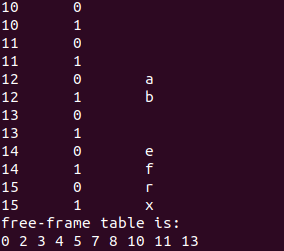 10 0
10 1
11 0
11 1
12 0 a
12 1 b
13 0
13 1
14 0 e
14 1 f
15 0 r
15 1 x
free-frame table is:
0 2 3 4 5 7 8 10 11 13